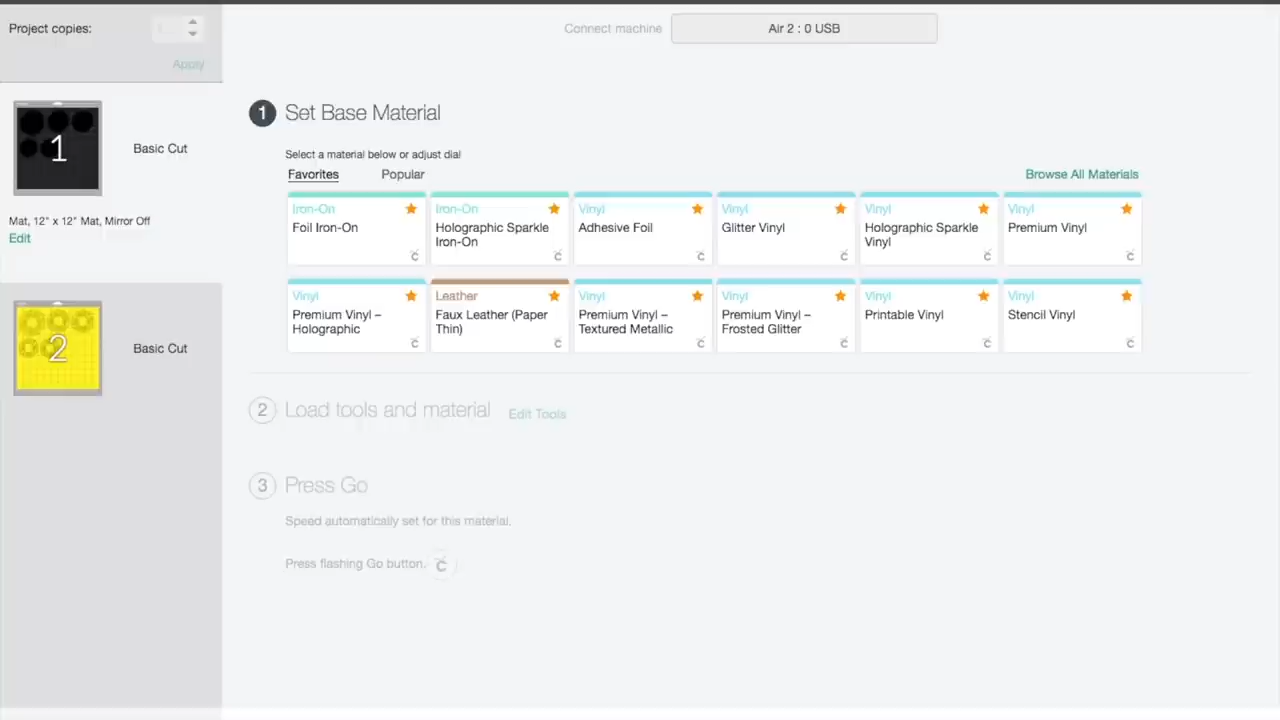 Project copies:
Connect machine
Air 2 : 0 USB
Apply
1
Basic Cut
Mat, 12" x 12" Mat, Mirror Off
Edit
2
Basic Cut
1 Set Base Material
Select a material below or adjust dial
Favorites Popular Browse All Materials
Iron-On
Foil Iron-On
Iron-On
Holographic Sparkle
Iron-On
Vinyl
Adhesive Foil
Vinyl
Glitter Vinyl
Vinyl
Holographic Sparkle
Vinyl
Vinyl
Premium Vinyl
Vinyl
Premium Vinyl –
Holographic
Leather
Faux Leather (Paper
Thin)
Vinyl
Premium Vinyl –
Textured Metallic
Vinyl
Premium Vinyl –
Frosted Glitter
Vinyl
Printable Vinyl
Vinyl
Stencil Vinyl
2 Load tools and material Edit Tools
3 Press Go
Speed automatically set for this material.
Press flashing Go button.